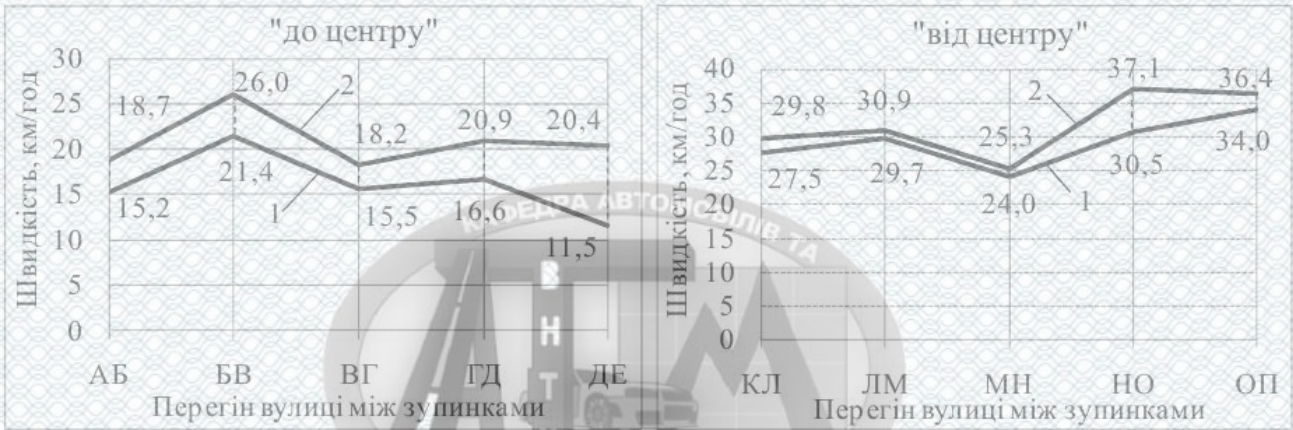 "до центру"
Швидкість, км/год
30
25
20
15
10
5
0
18,7
26,0
2
18,2
20,9
20,4
15,2
21,4
1
15,5
16,6
11,5
АБ
БВ
ВГ
ГД
ДЕ
Перегін вулиці між зупинками
"від центру"
Швидкість, км/год
40
35
30
25
20
15
10
5
0
29,8
30,9
25,3
2
37,1
36,4
27,5
29,7
24,0
1
30,5
34,0
КЛ
ЛМ
МН
НО
ОП
Перегін вулиці між зупинками
КАФЕДРА АВТОМОБІЛІВ ТА
ВНТ